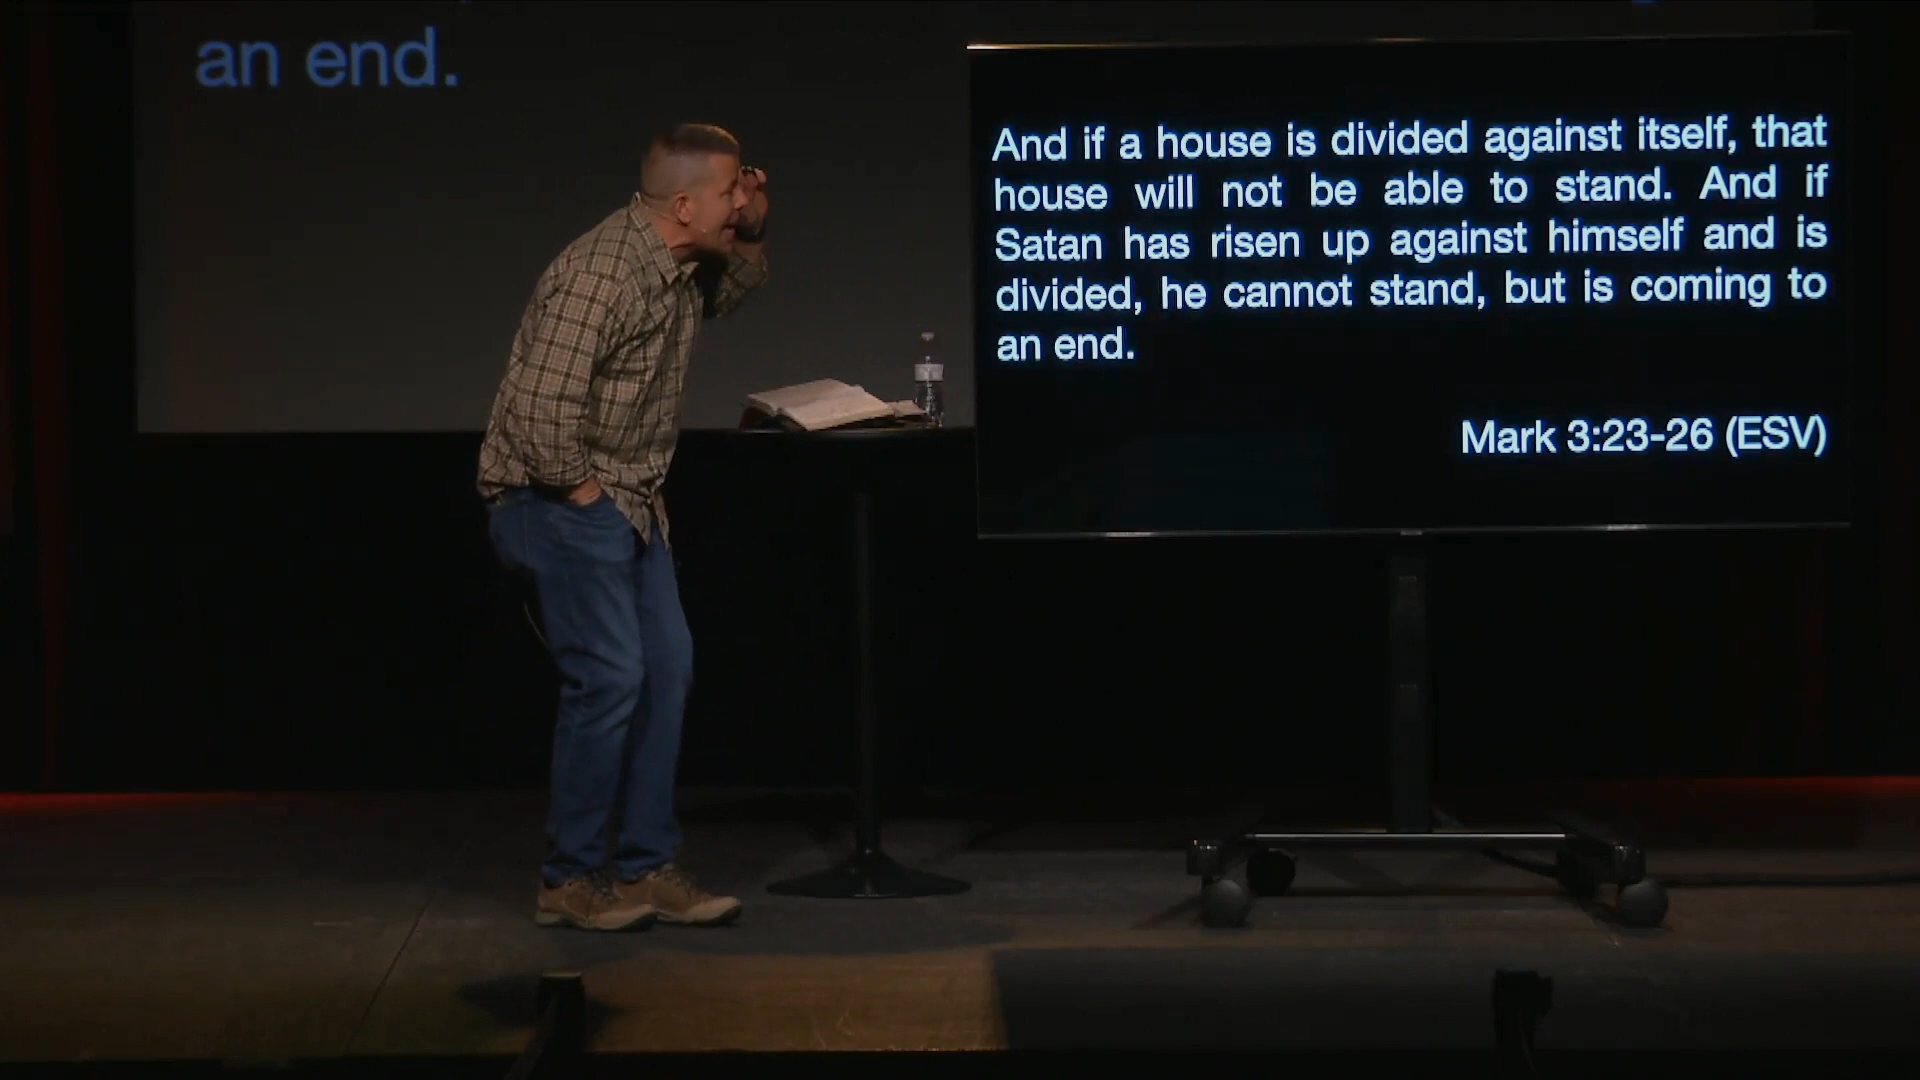 an end.
And if a house is divided against itself, that
house will not be able to stand. And if
Satan has risen up against himself and is
divided, he cannot stand, but is coming to
an end.
Mark 3:23-26 (ESV)